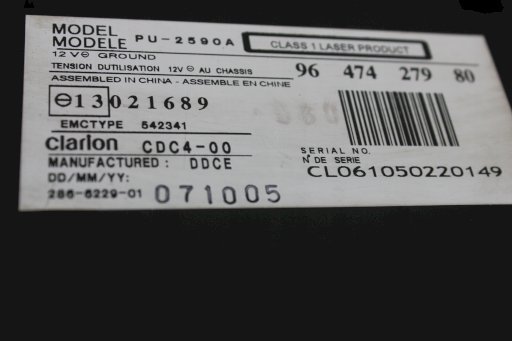 MODEL
MODELE PU-2590A
CLASS 1 LASER PRODUCT
12V⊖ GROUND
TENSION DUTILISATION 12V ⊖ AU CHASSIS
96 474 279 80
ASSEMBLED IN CHINA - ASSEMBLE EN CHINE
⊖13021689
EMCTYPE 542341
clarion CDC4-00
SERIAL NO.
N° DE SERIE
MANUFACTURED: DDCE
CL061050220149
DD/MM/YY:
286-6229-01 071005